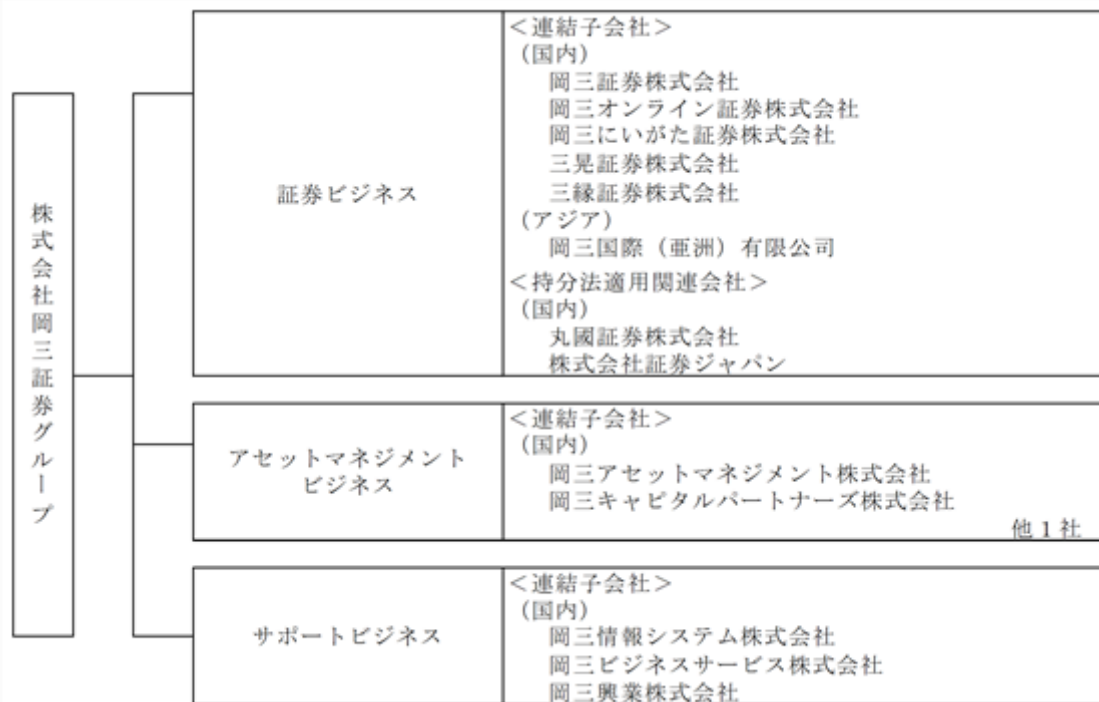 株式会社岡三証券グループ
証券ビジネス
＜連結子会社＞
（国内）
岡三証券株式会社
岡三オンライン証券株式会社
岡三にいがた証券株式会社
三晃証券株式会社
三縁証券株式会社
（アジア）
岡三国際（亜洲）有限公司
＜持分法適用関連会社＞
（国内）
丸國証券株式会社
株式会社証券ジャパン
アセットマネジメント
ビジネス
＜連結子会社＞
（国内）
岡三アセットマネジメント株式会社
岡三キャピタルパートナーズ株式会社
他１社
サポートビジネス
＜連結子会社＞
（国内）
岡三情報システム株式会社
岡三ビジネスサービス株式会社
岡三興業株式会社